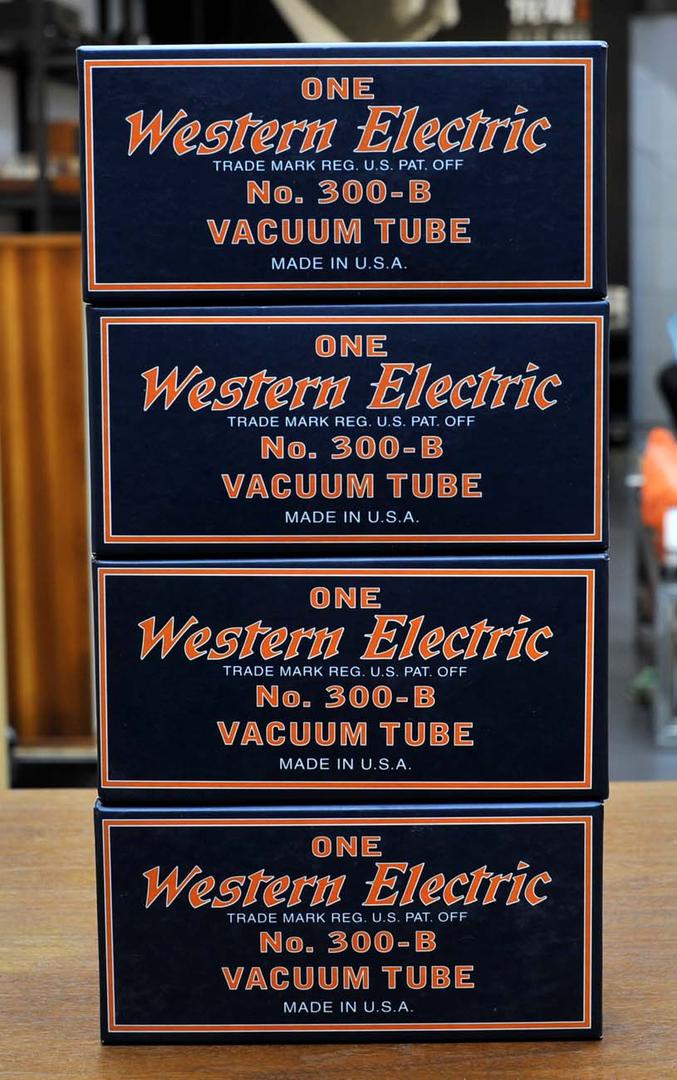 ONE
Western Electric
TRADE MARK REG. U.S. PAT. OFF
No. 300-B
VACUUM TUBE
MADE IN U.S.A.
ONE
Western Electric
TRADE MARK REG. U.S. PAT. OFF
No. 300-B
VACUUM TUBE
MADE IN U.S.A.
ONE
Western Electric
TRADE MARK REG. U.S. PAT. OFF
No. 300-B
VACUUM TUBE
MADE IN U.S.A.
ONE
Western Electric
TRADE MARK REG. U.S. PAT. OFF
No. 300-B
VACUUM TUBE
MADE IN U.S.A.